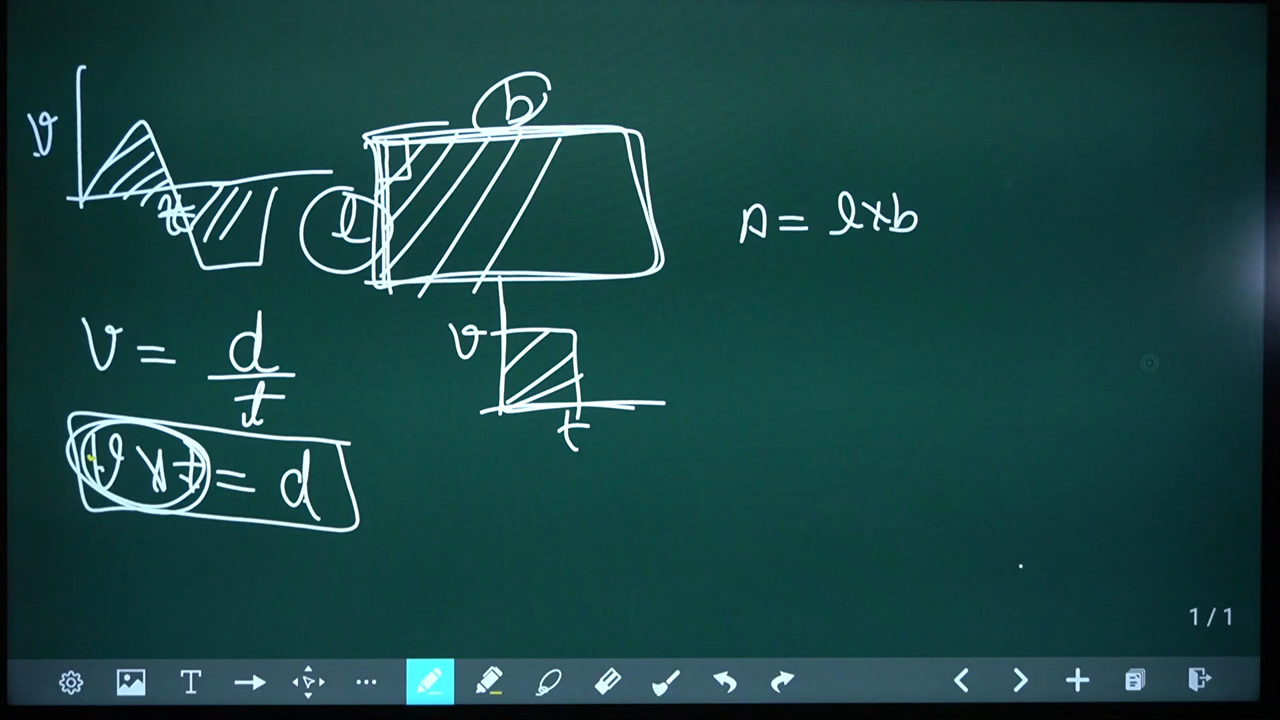 v
t
b
l
A = l×b
v = d/t
v
t
v × t = d
1 / 1
T